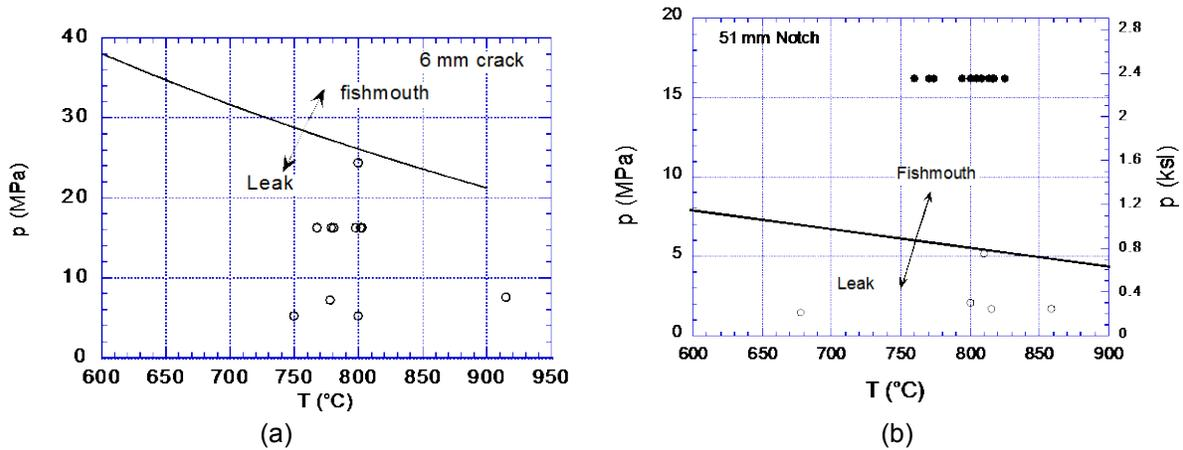 40
30
20
10
0
p (MPa)
6 mm crack
fishmouth
Leak
600 650 700 750 800 850 900 950
T (°C)
(a)
20
15
10
5
0
p (MPa)
51 mm Notch
Fishmouth
Leak
2.8
2.4
2
1.6
1.2
0.8
0.4
0
p (ksl)
600 650 700 750 800 850 900
T (°C)
(b)